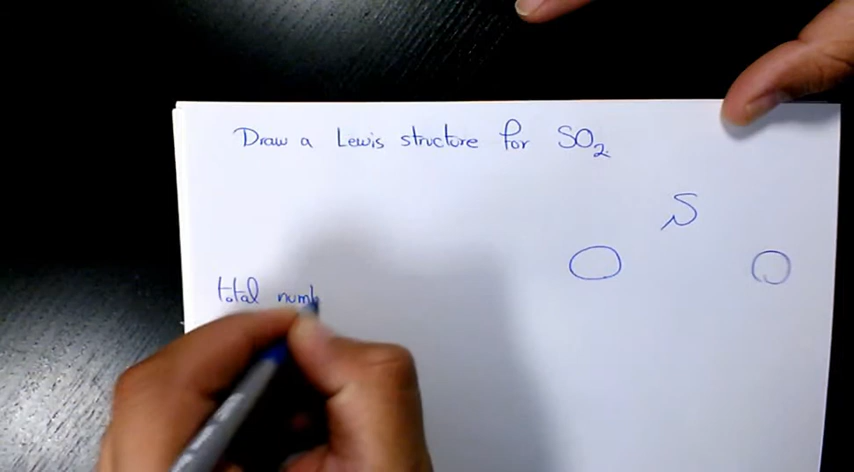 Draw a Lewis structure for SO₂
S
O O
total numb